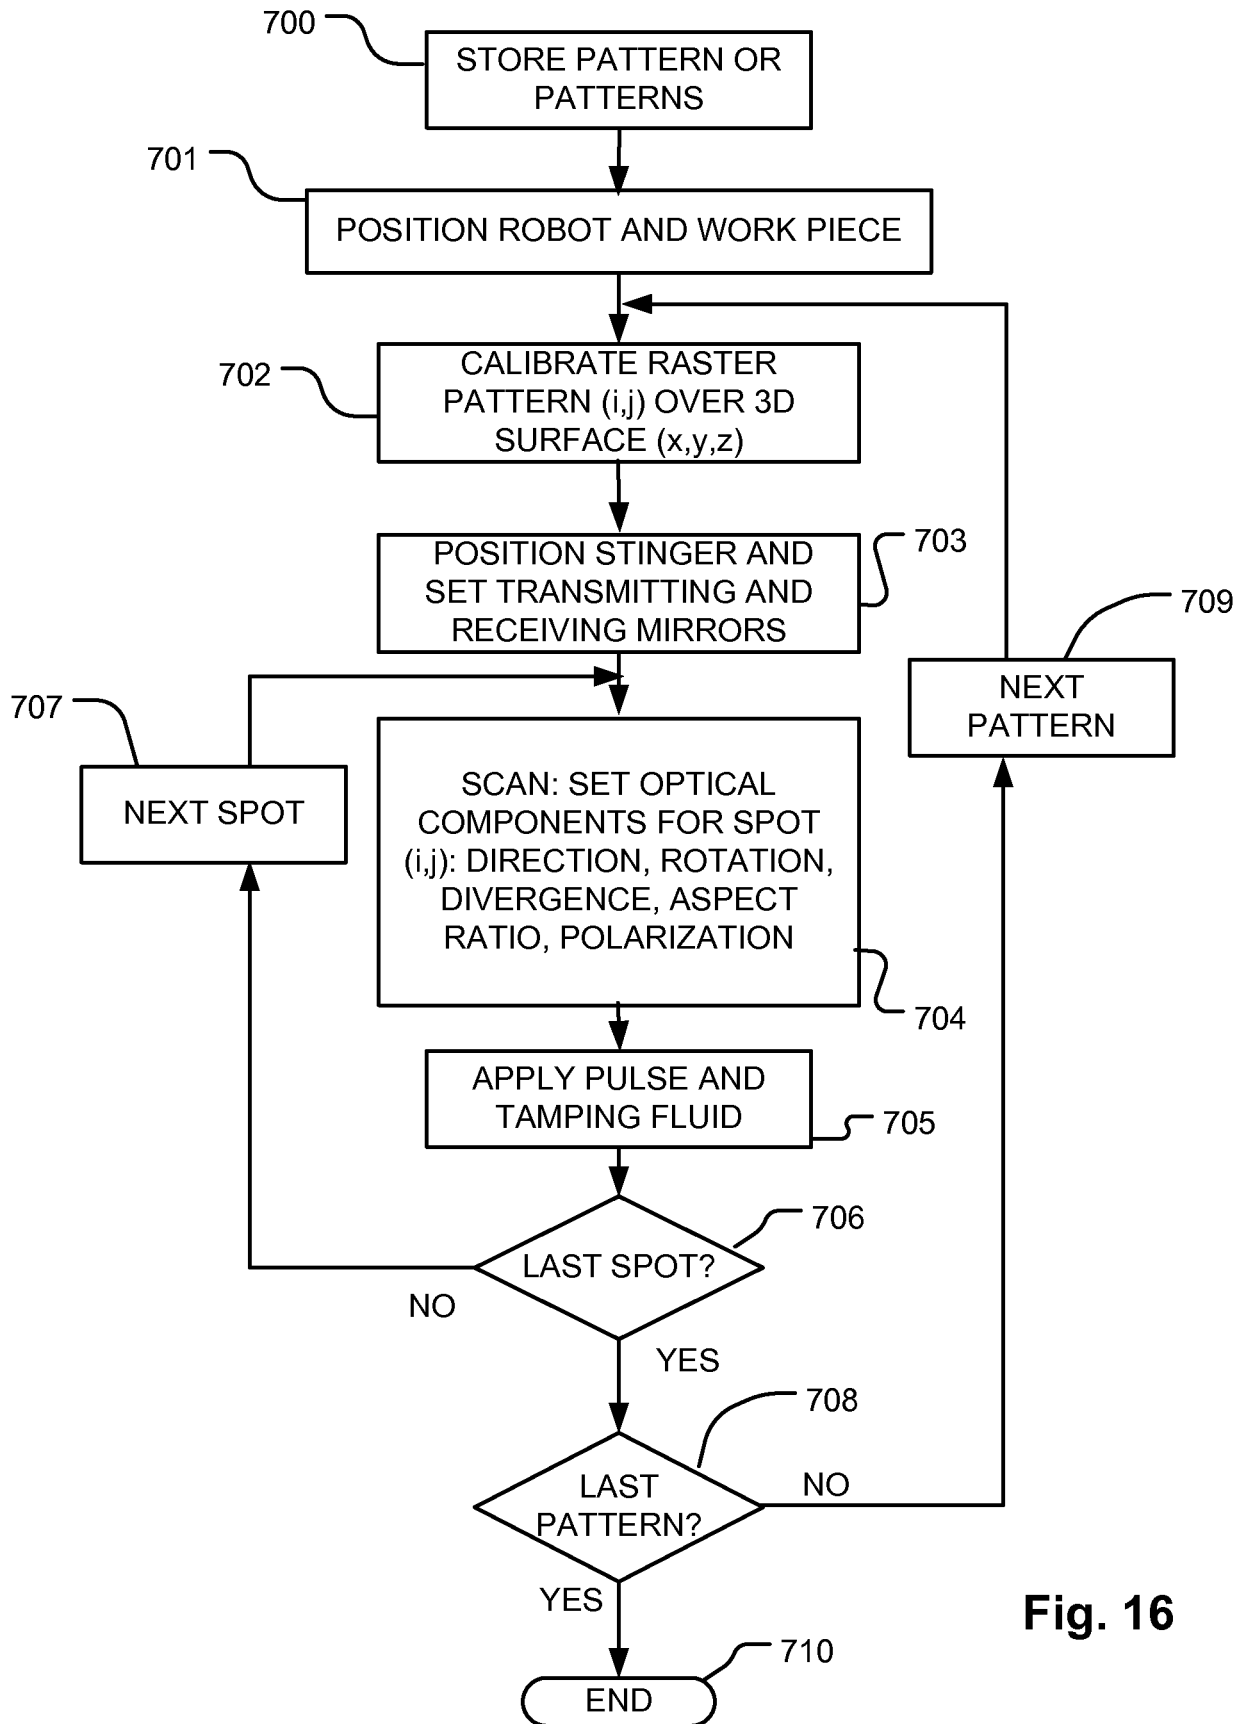 700
STORE PATTERN OR
PATTERNS
701
POSITION ROBOT AND WORK PIECE
702
CALIBRATE RASTER
PATTERN (i,j) OVER 3D
SURFACE (x,y,z)
703
POSITION STINGER AND
SET TRANSMITTING AND
RECEIVING MIRRORS
709
NEXT
PATTERN
707
NEXT SPOT
SCAN: SET OPTICAL
COMPONENTS FOR SPOT
(i,j): DIRECTION, ROTATION,
DIVERGENCE, ASPECT
RATIO, POLARIZATION
704
APPLY PULSE AND
TAMPING FLUID
705
706
LAST SPOT?
NO
YES
708
LAST
PATTERN?
NO
YES
Fig. 16
710
END